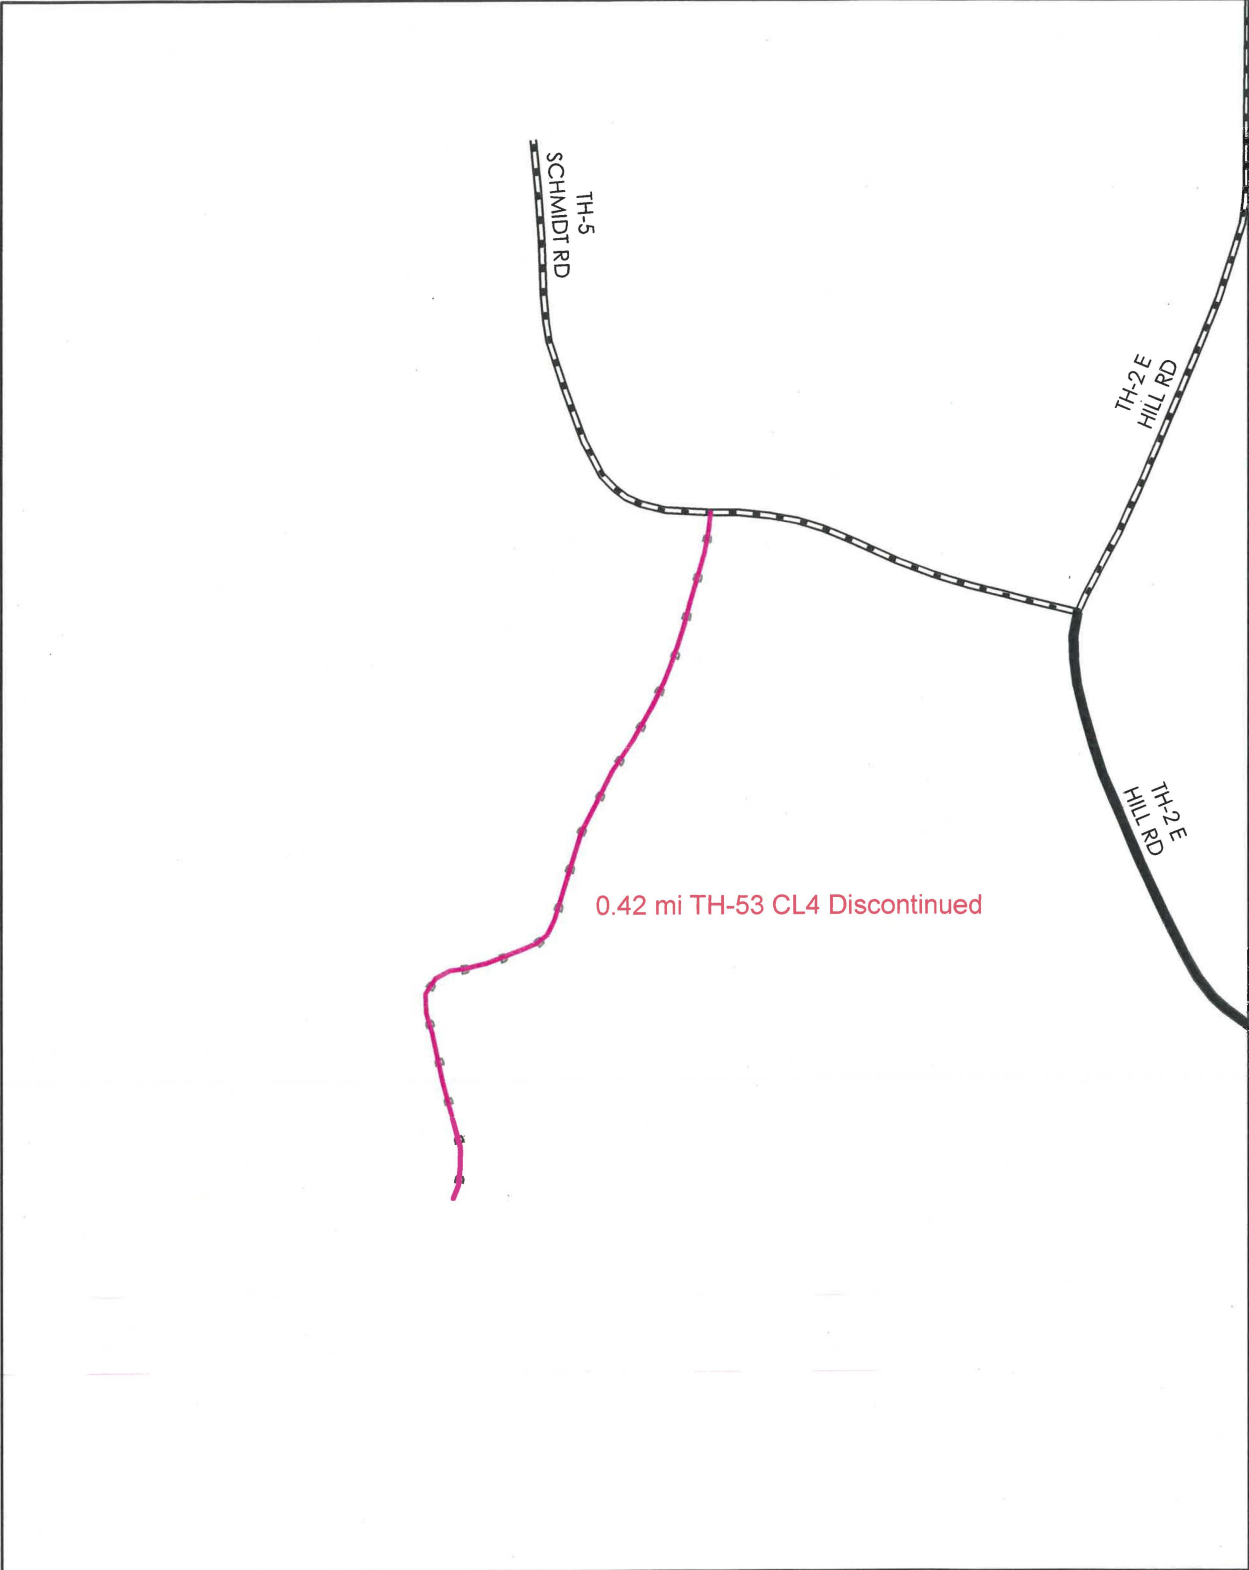 TH-5
SCHMIDT RD
TH-2 E
HILL RD
TH-2 E
HILL RD
0.42 mi TH-53 CL4 Discontinued